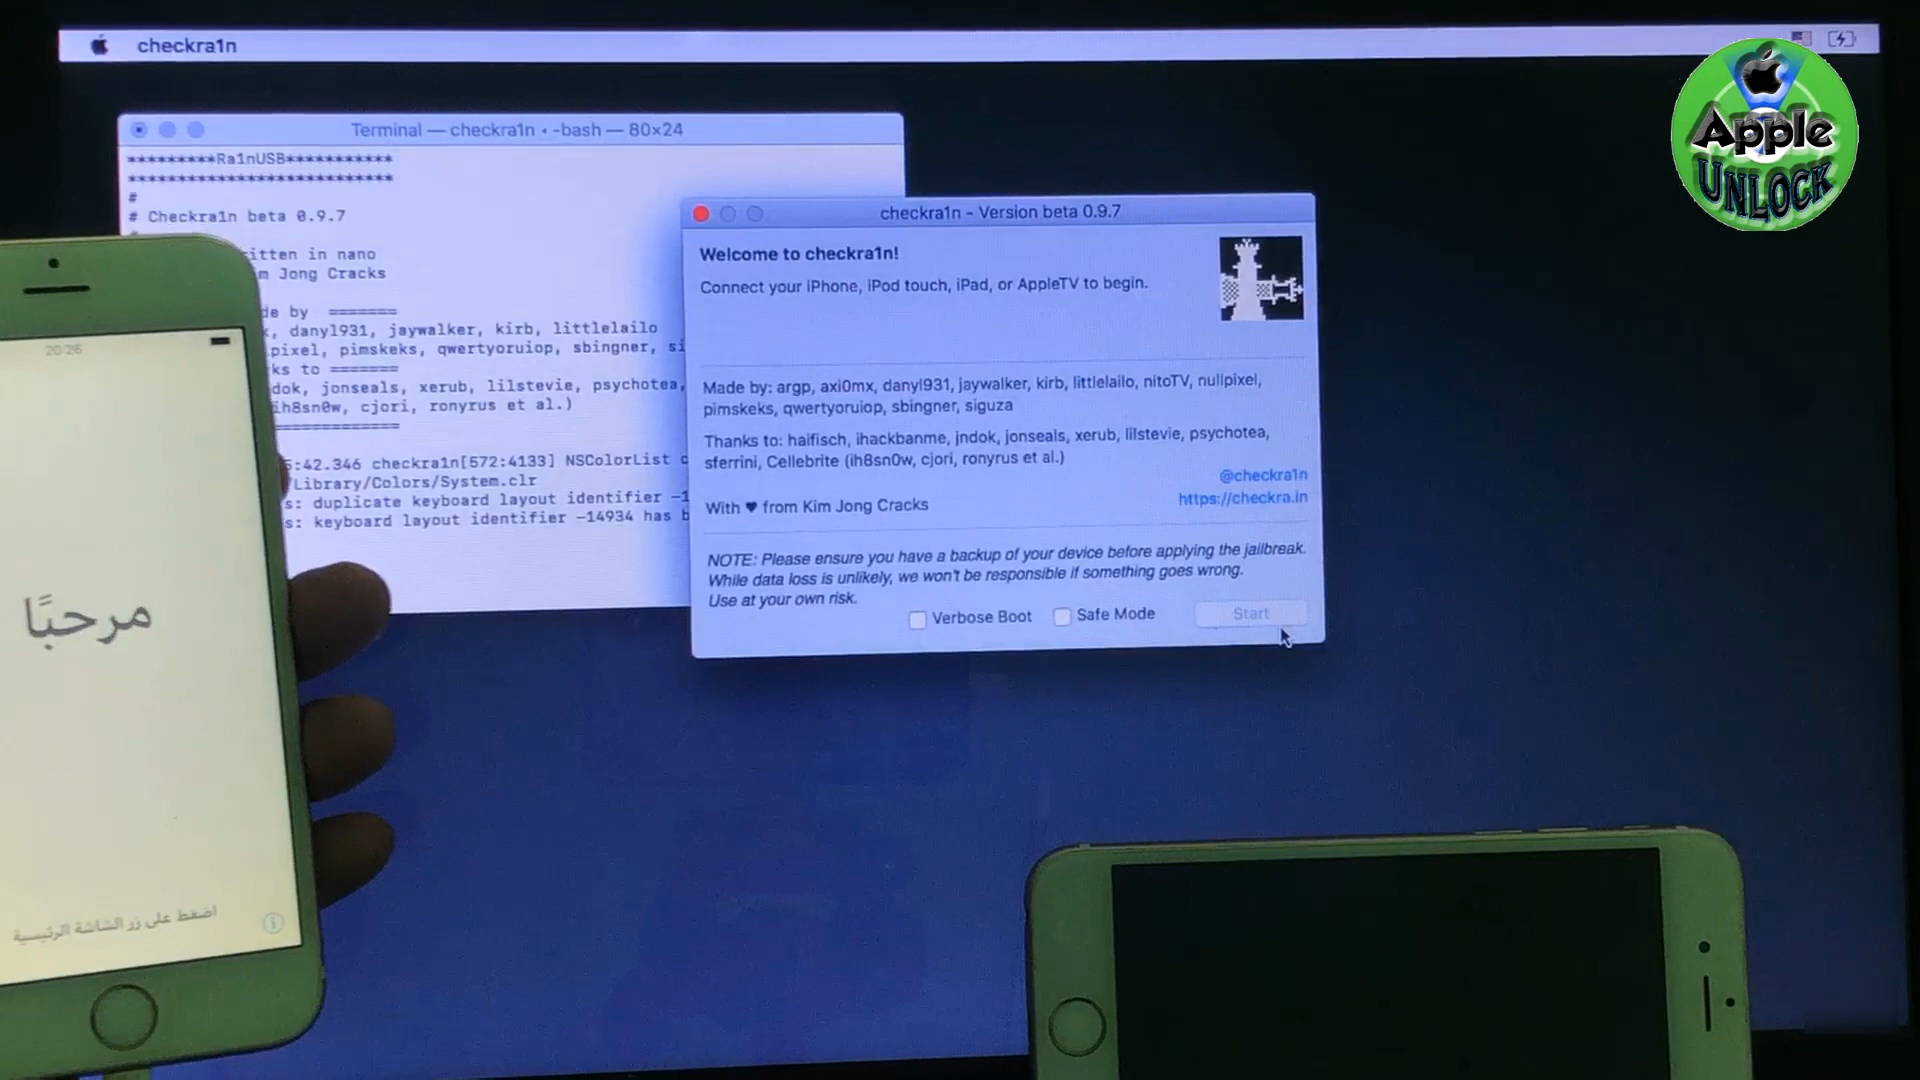 checkra1n
Apple
UNLOCK
Terminal — checkra1n ‹ -bash — 80×24
*********Ra1nUSB***********
***************************
#
# Checkra1n beta 0.9.7
itten in nano
m Jong Cracks
de by =======
, danyl931, jaywalker, kirb, littlelailo
pixel, pimskeks, qwertyoruiop, sbingner, si
ks to =======
dok, jonseals, xerub, lilstevie, psychotea,
ih8sn0w, cjori, ronyrus et al.)
=============
5:42.346 checkra1n[572:4133] NSColorList
/Library/Colors/System.clr
s: duplicate keyboard layout identifier -1
s: keyboard layout identifier -14934 has b
checkra1n - Version beta 0.9.7
Welcome to checkra1n!
Connect your iPhone, iPod touch, iPad, or AppleTV to begin.
Made by: argp, axi0mx, danyl931, jaywalker, kirb, littlelailo, nitoTV, nullpixel,
pimskeks, qwertyoruiop, sbingner, siguza
Thanks to: haifisch, ihackbanme, jndok, jonseals, xerub, lilstevie, psychotea,
sferrini, Cellebrite (ih8sn0w, cjori, ronyrus et al.)
@checkra1n
https://checkra.in
With ♥ from Kim Jong Cracks
NOTE: Please ensure you have a backup of your device before applying the jailbreak.
While data loss is unlikely, we won't be responsible if something goes wrong.
Use at your own risk.
Verbose Boot
Safe Mode
Start
20:26
مرحبًا
اضغط على زر الشاشة الرئيسية